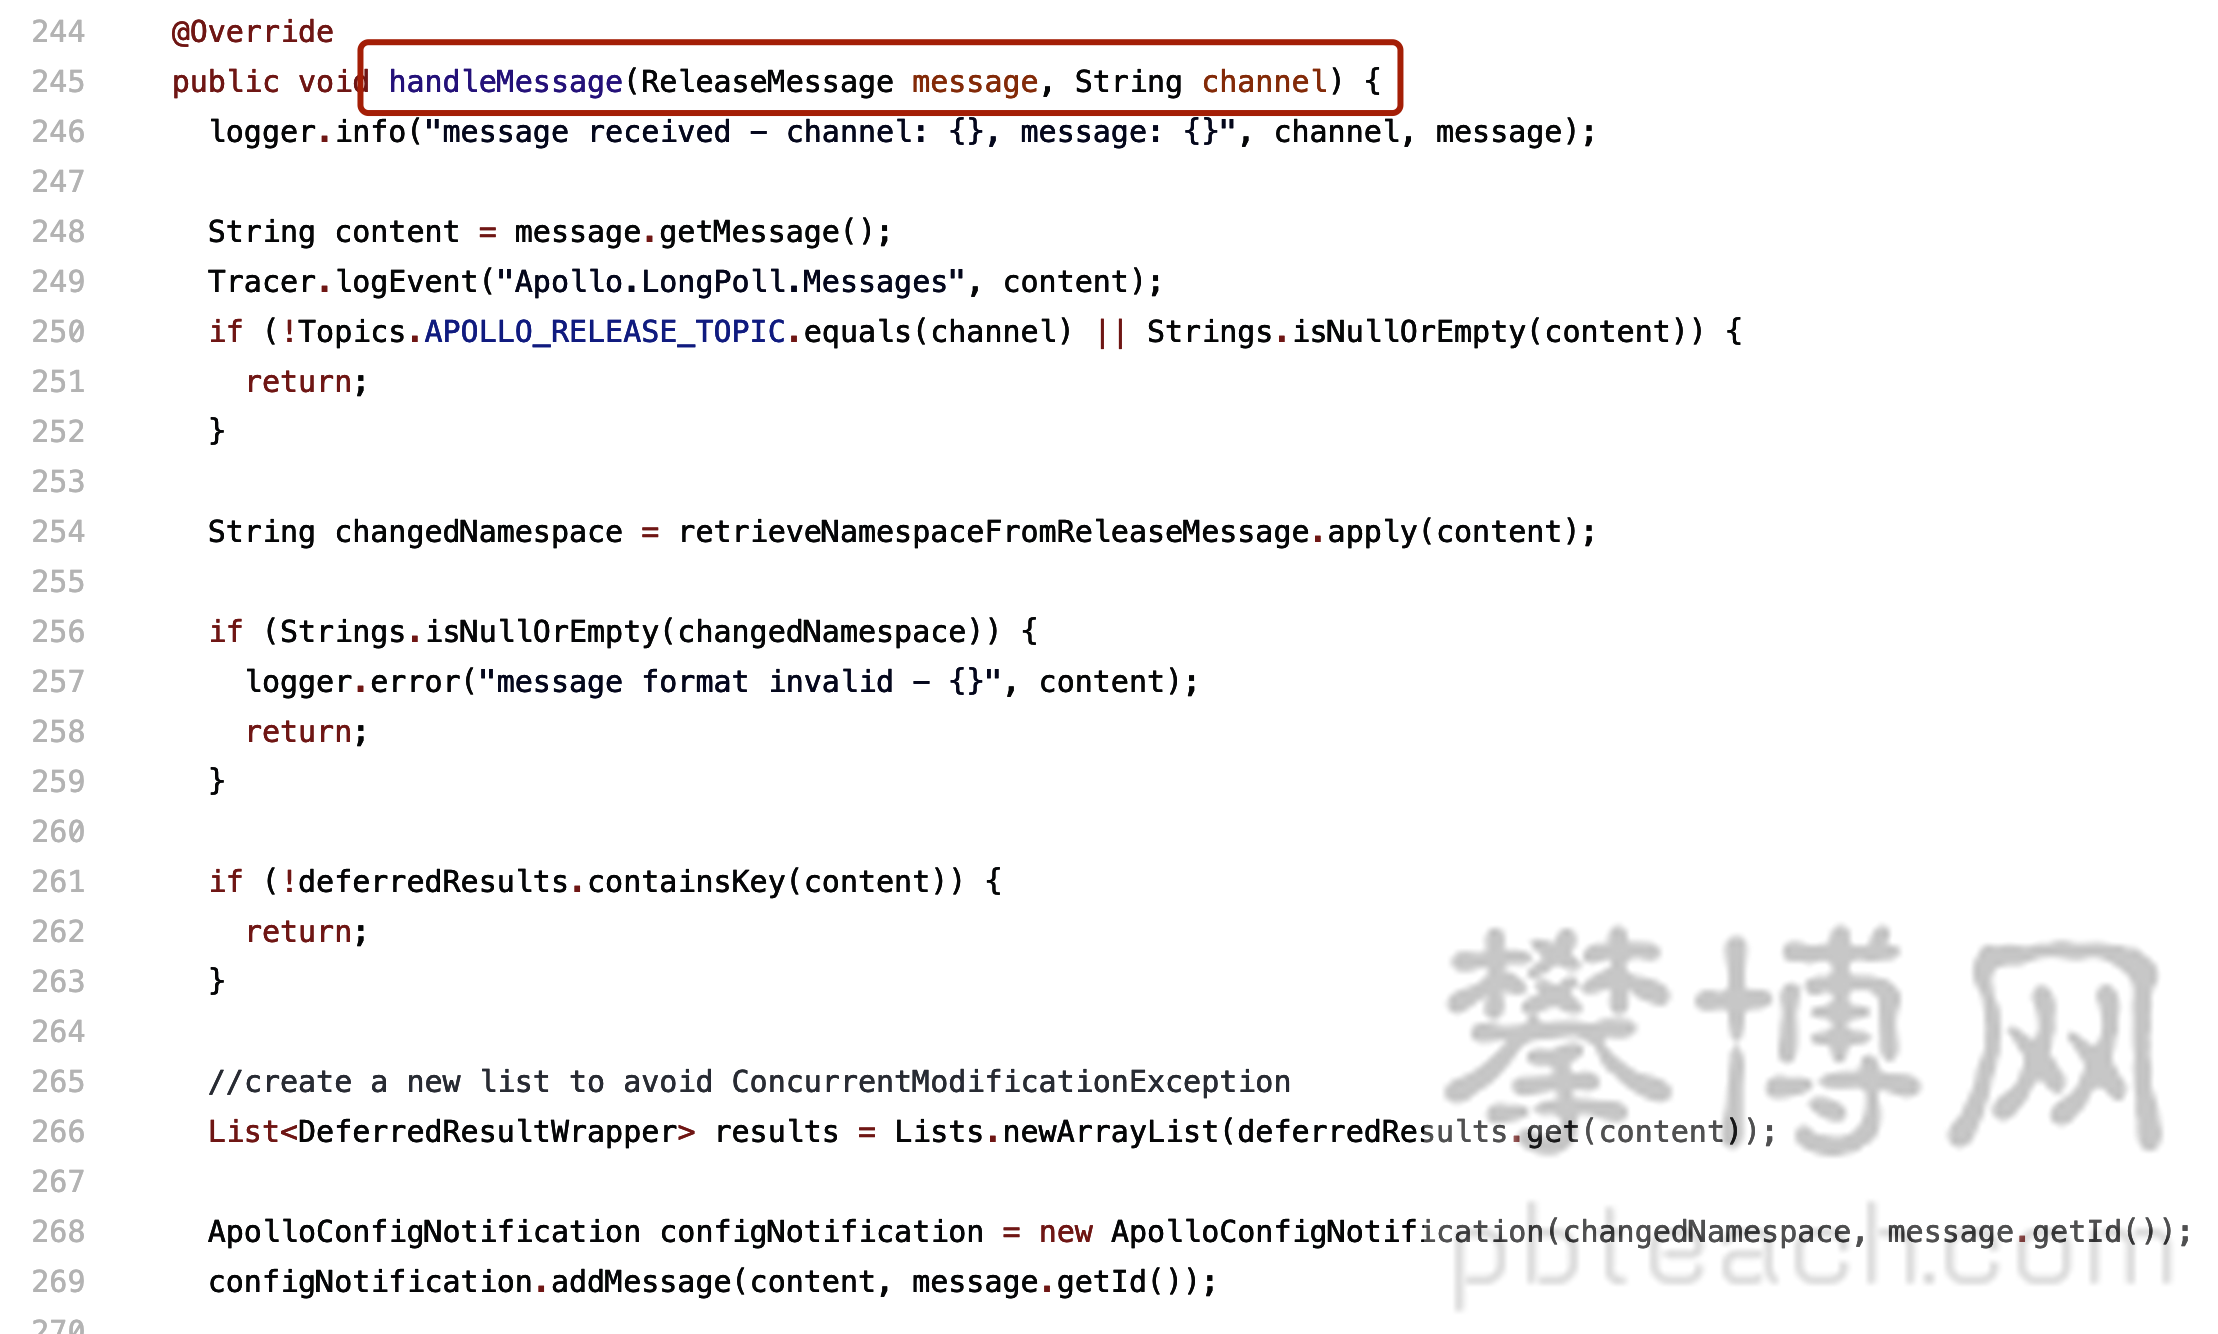 244 @Override
245 public void handleMessage(ReleaseMessage message, String channel) {
246 logger.info("message received – channel: {}, message: {}", channel, message);
247
248 String content = message.getMessage();
249 Tracer.logEvent("Apollo.LongPoll.Messages", content);
250 if (!Topics.APOLLO_RELEASE_TOPIC.equals(channel) || Strings.isNullOrEmpty(content)) {
251 return;
252 }
253
254 String changedNamespace = retrieveNamespaceFromReleaseMessage.apply(content);
255
256 if (Strings.isNullOrEmpty(changedNamespace)) {
257 logger.error("message format invalid – {}", content);
258 return;
259 }
260
261 if (!deferredResults.containsKey(content)) {
262 return;
263 }
264
265 //create a new list to avoid ConcurrentModificationException
266 List<DeferredResultWrapper> results = Lists.newArrayList(deferredResults.get(content));
267
268 ApolloConfigNotification configNotification = new ApolloConfigNotification(changedNamespace, message.getId());
269 configNotification.addMessage(content, message.getId());
270
攀博网
pbteach.com